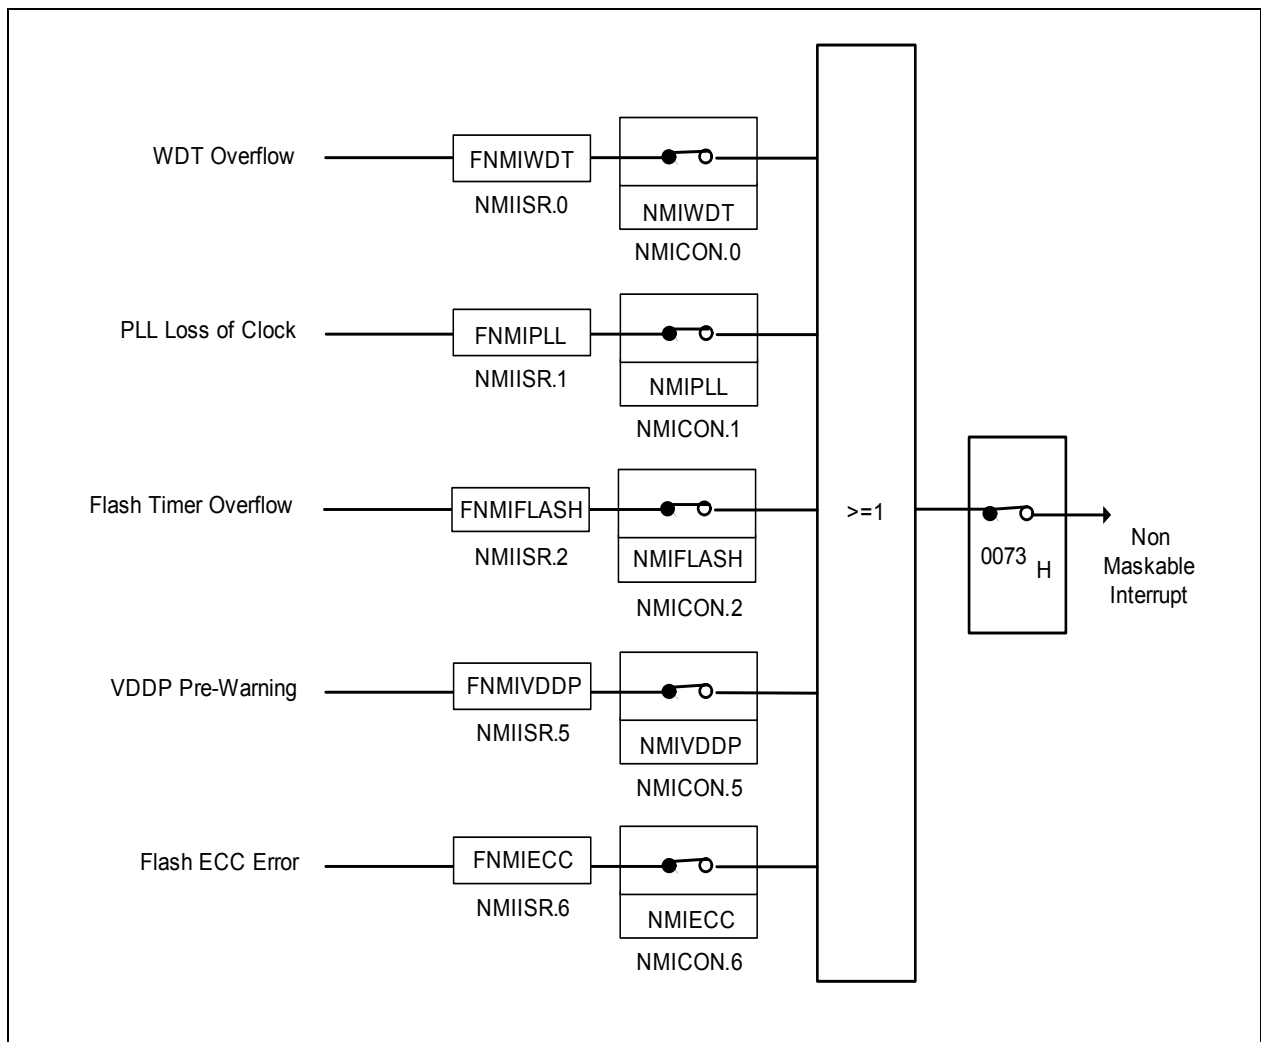 WDT Overflow
FNMIWDT
NMIISR.0
NMIWDT
NMICON.0
PLL Loss of Clock
FNMIPLL
NMIISR.1
NMIPLL
NMICON.1
Flash Timer Overflow
FNMIFLASH
NMIISR.2
NMIFLASH
NMICON.2
VDDP Pre-Warning
FNMIVDDP
NMIISR.5
NMIVDDP
NMICON.5
Flash ECC Error
FNMIECC
NMIISR.6
NMIECC
NMICON.6
>=1
0073 H
Non
Maskable
Interrupt